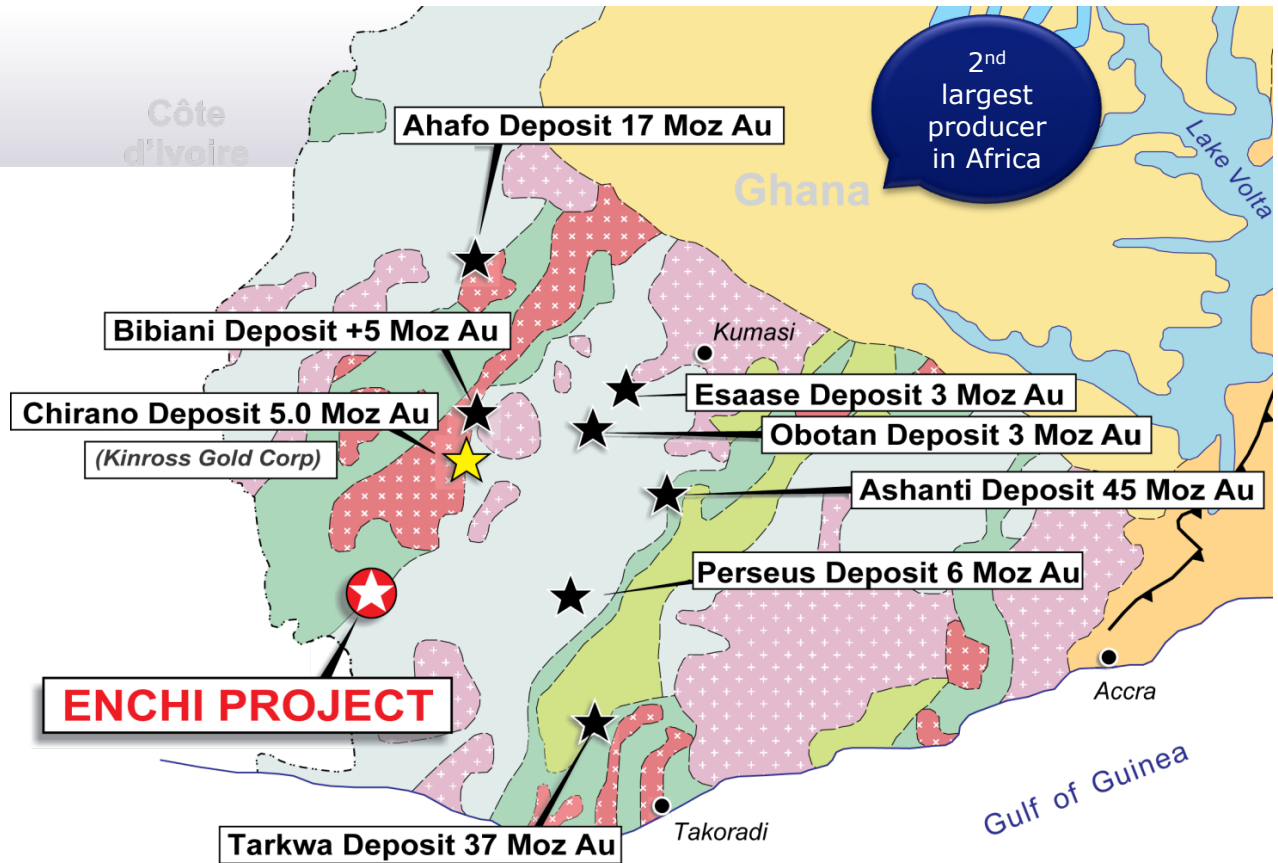 2nd
largest
producer
in Africa
Côte
d'Ivoire
Ahafo Deposit 17 Moz Au
Ghana
Lake Volta
Bibiani Deposit +5 Moz Au
Kumasi
Chirano Deposit 5.0 Moz Au
(Kinross Gold Corp)
Esaase Deposit 3 Moz Au
Obotan Deposit 3 Moz Au
Ashanti Deposit 45 Moz Au
Perseus Deposit 6 Moz Au
ENCHI PROJECT
Accra
Gulf of Guinea
Takoradi
Tarkwa Deposit 37 Moz Au